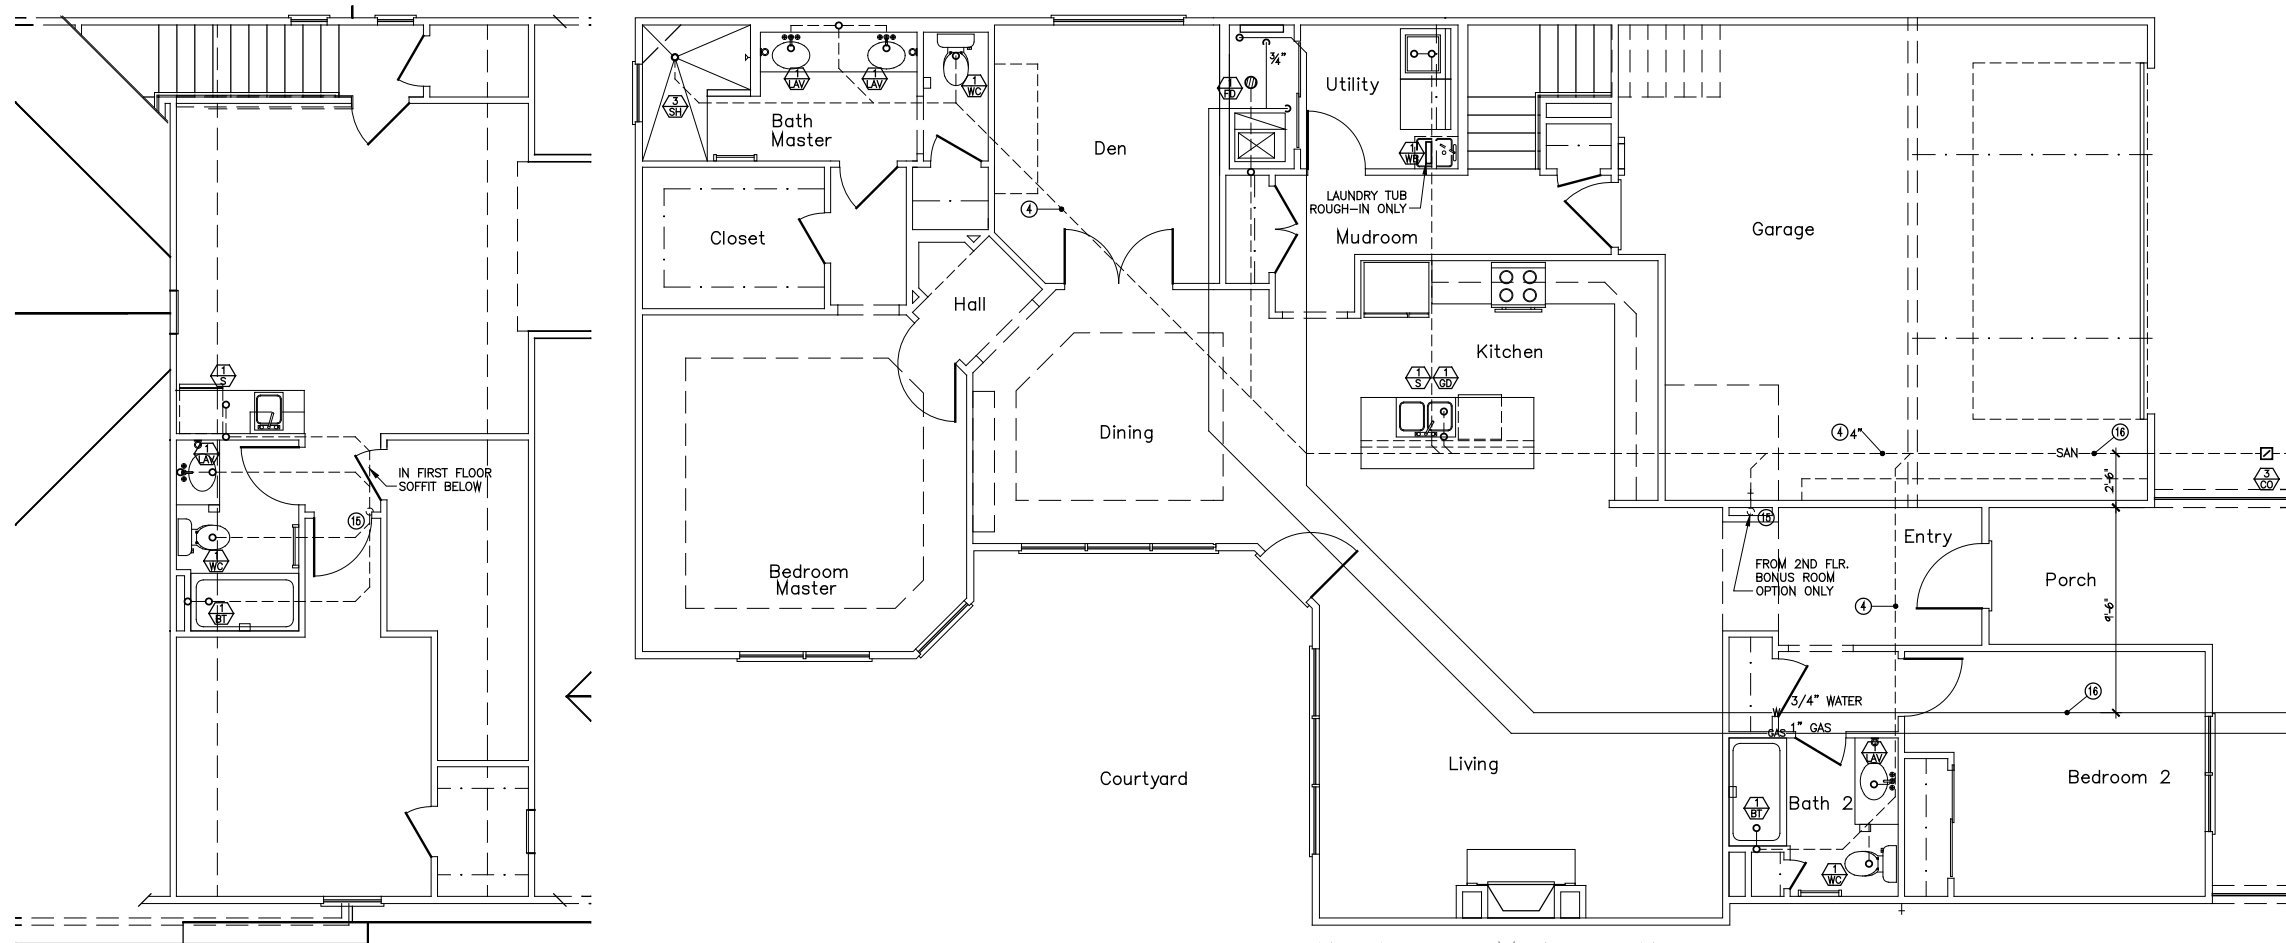 1
S
1
LAV
IN FIRST FLOOR
SOFFIT BELOW
15
1
WC
1
BT
1
LAV
1
LAV
1
WC
3
SH
Bath
Master
Den
4
Closet
Hall
Dining
Bedroom
Master
Courtyard
1
FD
3/4"
Utility
1
WB
LAUNDRY TUB
ROUGH-IN ONLY
Mudroom
Garage
Kitchen
1
S
1
GD
4 4"
SAN
16
3
CO
2'-6"
15
Entry
FROM 2ND FLR.
BONUS ROOM
OPTION ONLY
Porch
4
9'-6"
16
3/4" WATER
W
1" GAS
GAS
Living
1
LAV
Bedroom 2
Bath 2
1
BT
1
WC